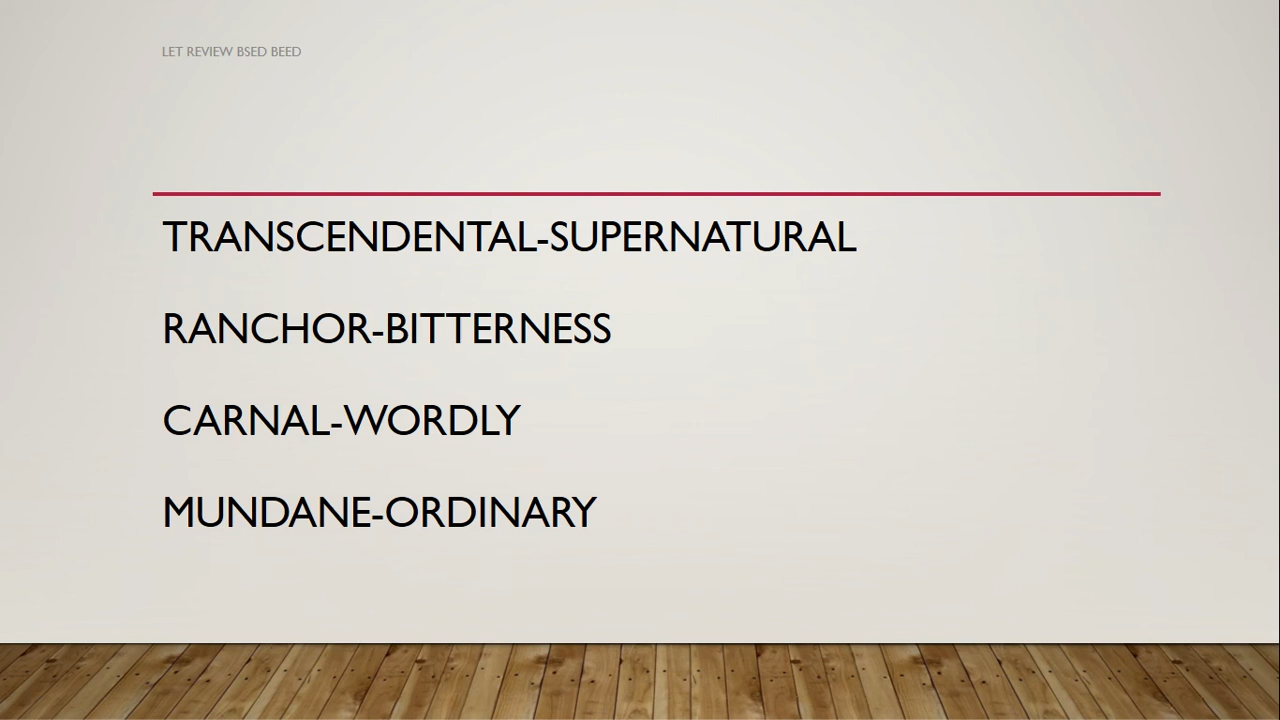 LET REVIEW BSED BEED
TRANSCENDENTAL-SUPERNATURAL
RANCHOR-BITTERNESS
CARNAL-WORDLY
MUNDANE-ORDINARY